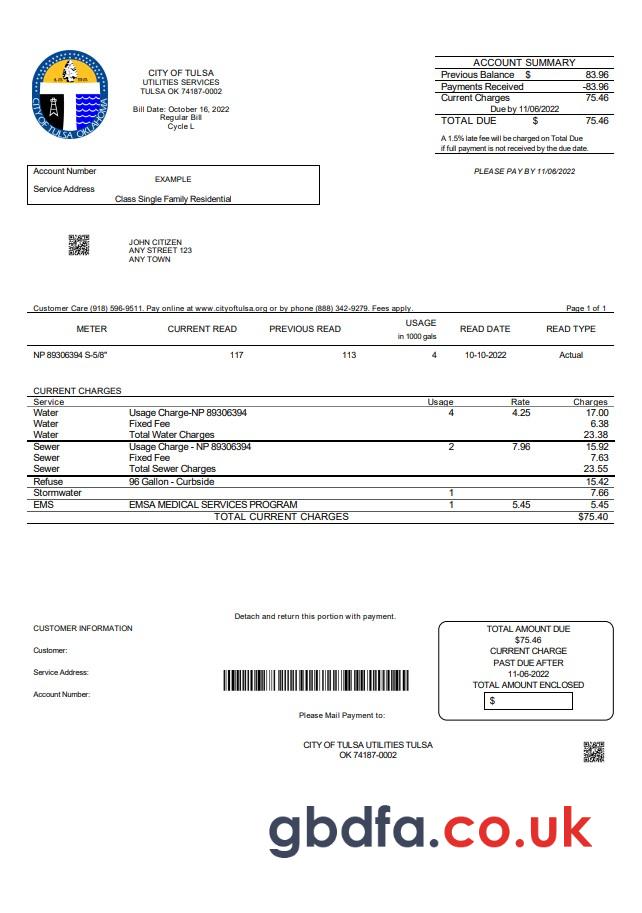 CITY OF TULSA
UTILITIES SERVICES
TULSA OK 74187-0002
Bill Date: October 16, 2022
Regular Bill
Cycle L
CITY OF TULSA OKLAHOMA
ACCOUNT SUMMARY
Previous Balance $ 83.96
Payments Received -83.96
Current Charges 75.46
Due by 11/06/2022
TOTAL DUE $ 75.46
A 1.5% late fee will be charged on Total Due
if full payment is not received by the due date.
PLEASE PAY BY 11/06/2022
Account Number
EXAMPLE
Service Address
Class Single Family Residential
JOHN CITIZEN
ANY STREET 123
ANY TOWN
Customer Care (918) 596-9511. Pay online at www.cityoftulsa.org or by phone (888) 342-9279. Fees apply. Page 1 of 1
METER CURRENT READ PREVIOUS READ USAGE in 1000 gals READ DATE READ TYPE
NP 89306394 S-5/8" 117 113 4 10-10-2022 Actual
CURRENT CHARGES
Service Usage Rate Charges
Water Usage Charge-NP 89306394 4 4.25 17.00
Water Fixed Fee 6.38
Water Total Water Charges 23.38
Sewer Usage Charge - NP 89306394 2 7.96 15.92
Sewer Fixed Fee 7.63
Sewer Total Sewer Charges 23.55
Refuse 96 Gallon - Curbside 15.42
Stormwater 1 7.66
EMS EMSA MEDICAL SERVICES PROGRAM 1 5.45 5.45
TOTAL CURRENT CHARGES $75.40
Detach and return this portion with payment.
CUSTOMER INFORMATION
Customer:
Service Address:
Account Number:
TOTAL AMOUNT DUE
$75.46
CURRENT CHARGE
PAST DUE AFTER
11-06-2022
TOTAL AMOUNT ENCLOSED
$
Please Mail Payment to:
CITY OF TULSA UTILITIES TULSA
OK 74187-0002
gbdfa.co.uk